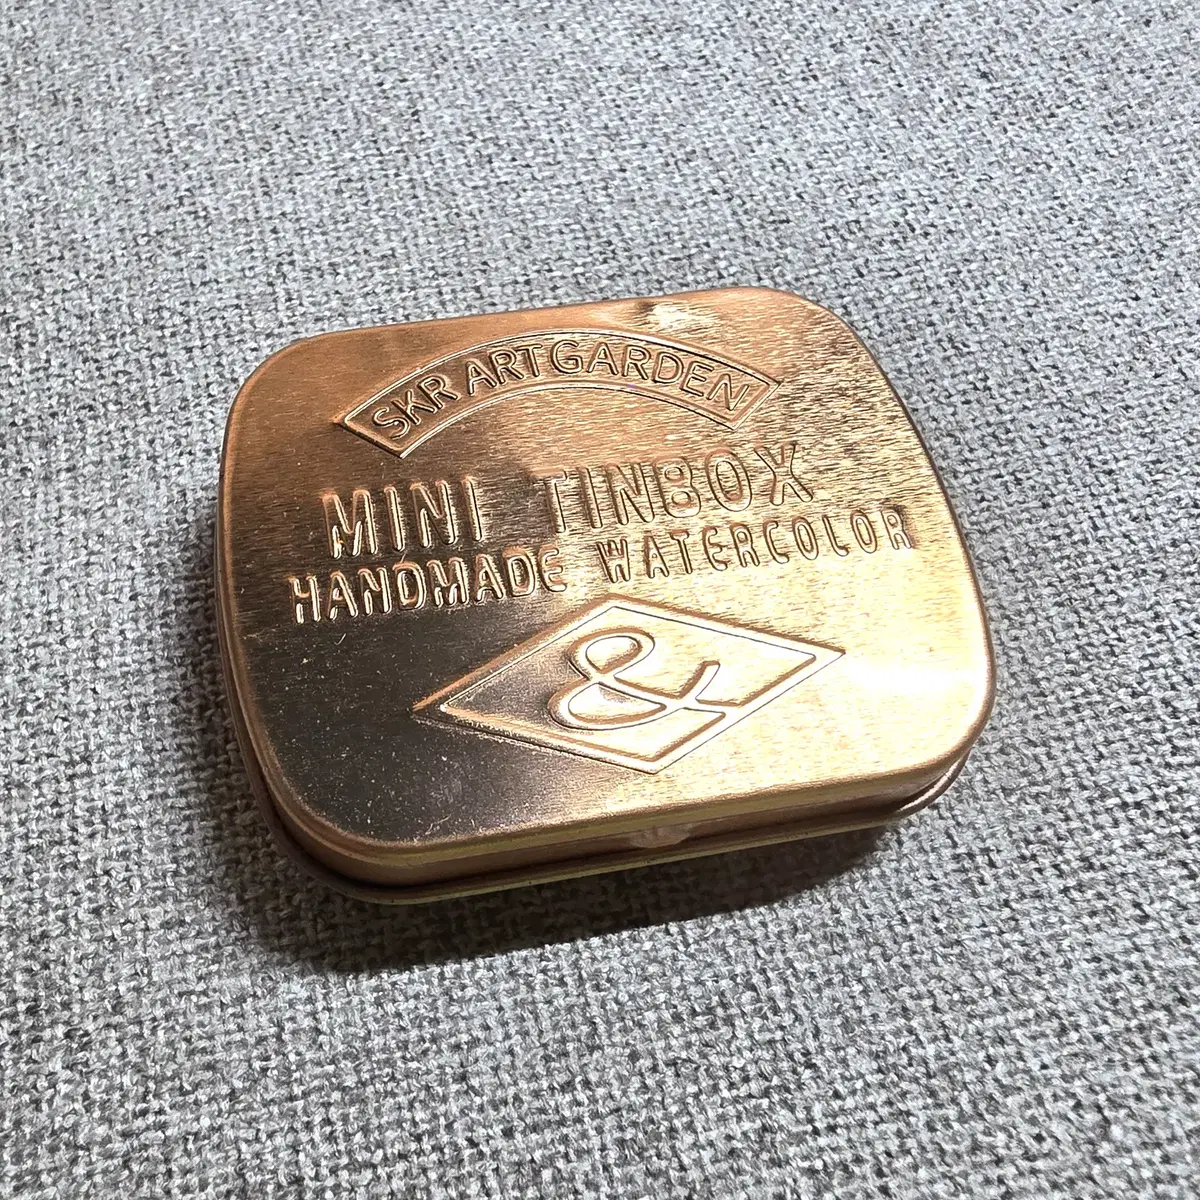 SKR ART GARDEN
MINI TINBOX
HANDMADE WATERCOLOR
&